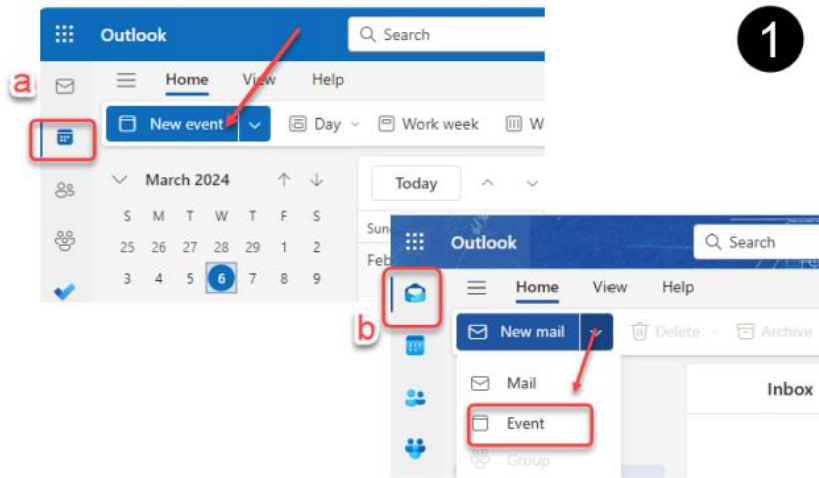 1
Outlook
Search
a
Home View Help
New event
Day
Work week
W
March 2024
Today
S M T W T F S
25 26 27 28 29 1 2
3 4 5 6 7 8 9
Sun
Feb
b
Outlook
Search
Home View Help
New mail
Delete
Archive
Mail
Event
Group
Inbox